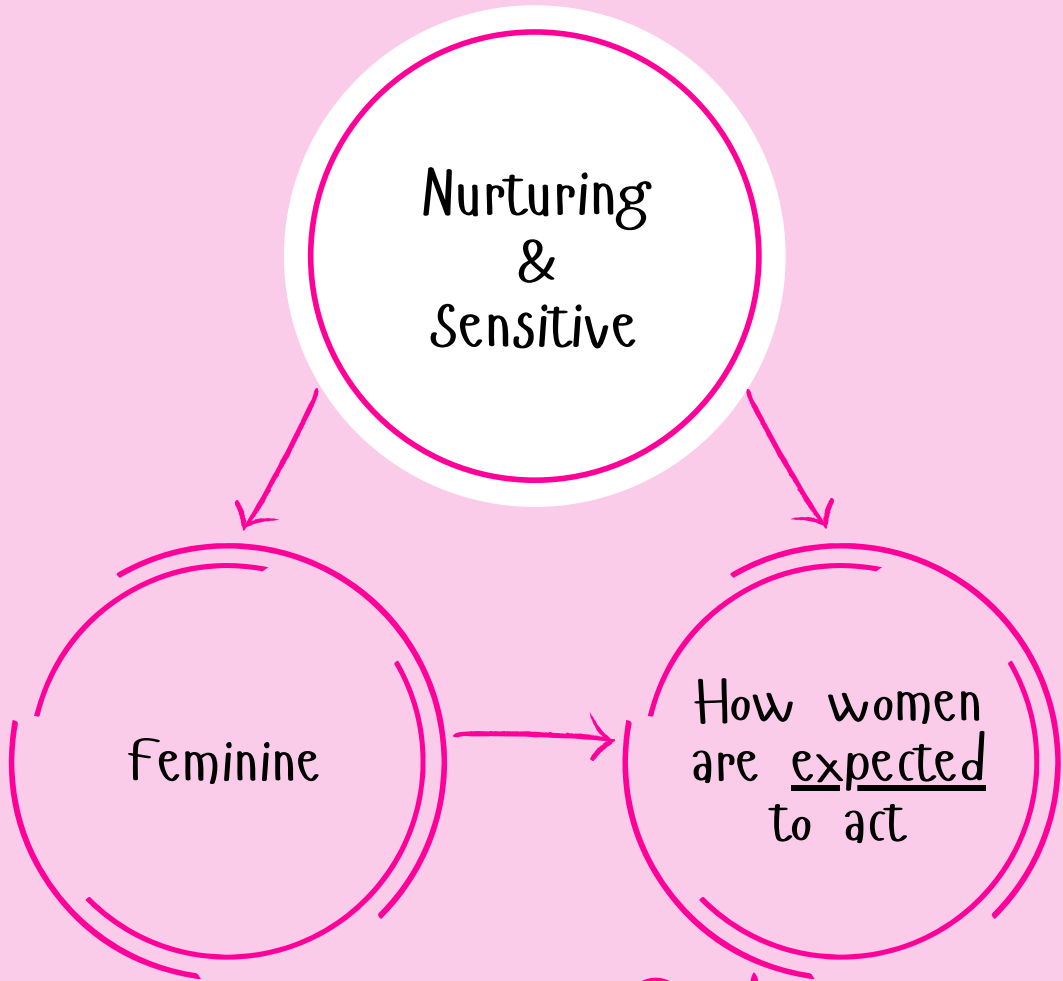 Nurturing
&
Sensitive
Feminine
How women
are expected
to act